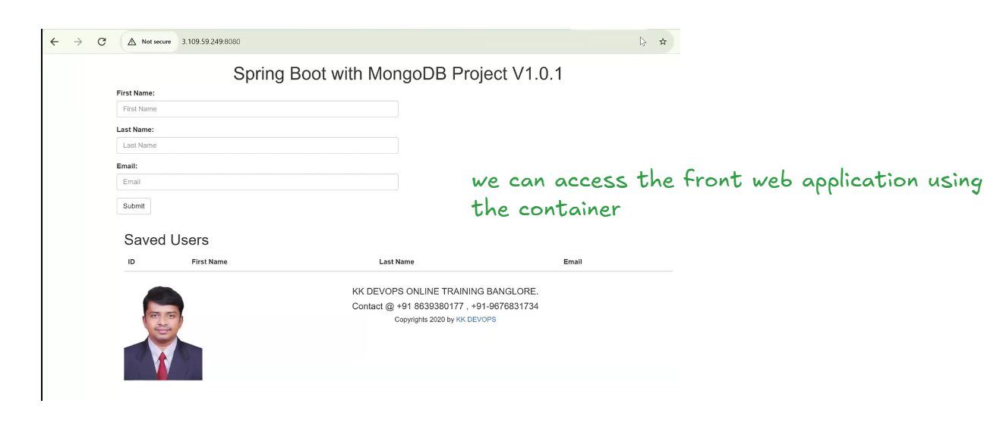 Not secure 3.109.59.249:8080
Spring Boot with MongoDB Project V1.0.1
First Name:
First Name
Last Name:
Last Name
Email:
Email
Submit
we can access the front web application using
the container
Saved Users
ID First Name Last Name Email
KK DEVOPS ONLINE TRAINING BANGLORE.
Contact @ +91 8639380177 , +91-9676831734
Copyrights 2020 by KK DEVOPS